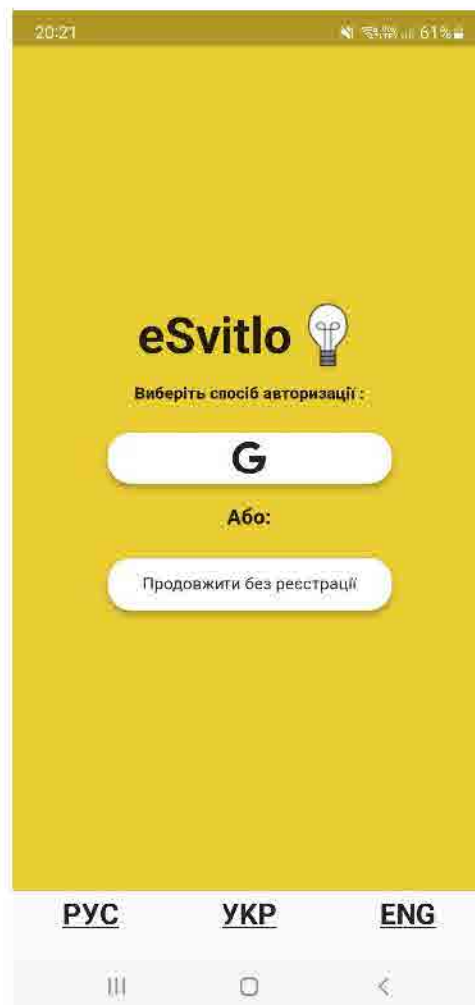 20:21
61%
eSvitlo
Виберіть спосіб авторизації :
G
Або:
Продовжити без реєстрації
РУС УКР ENG